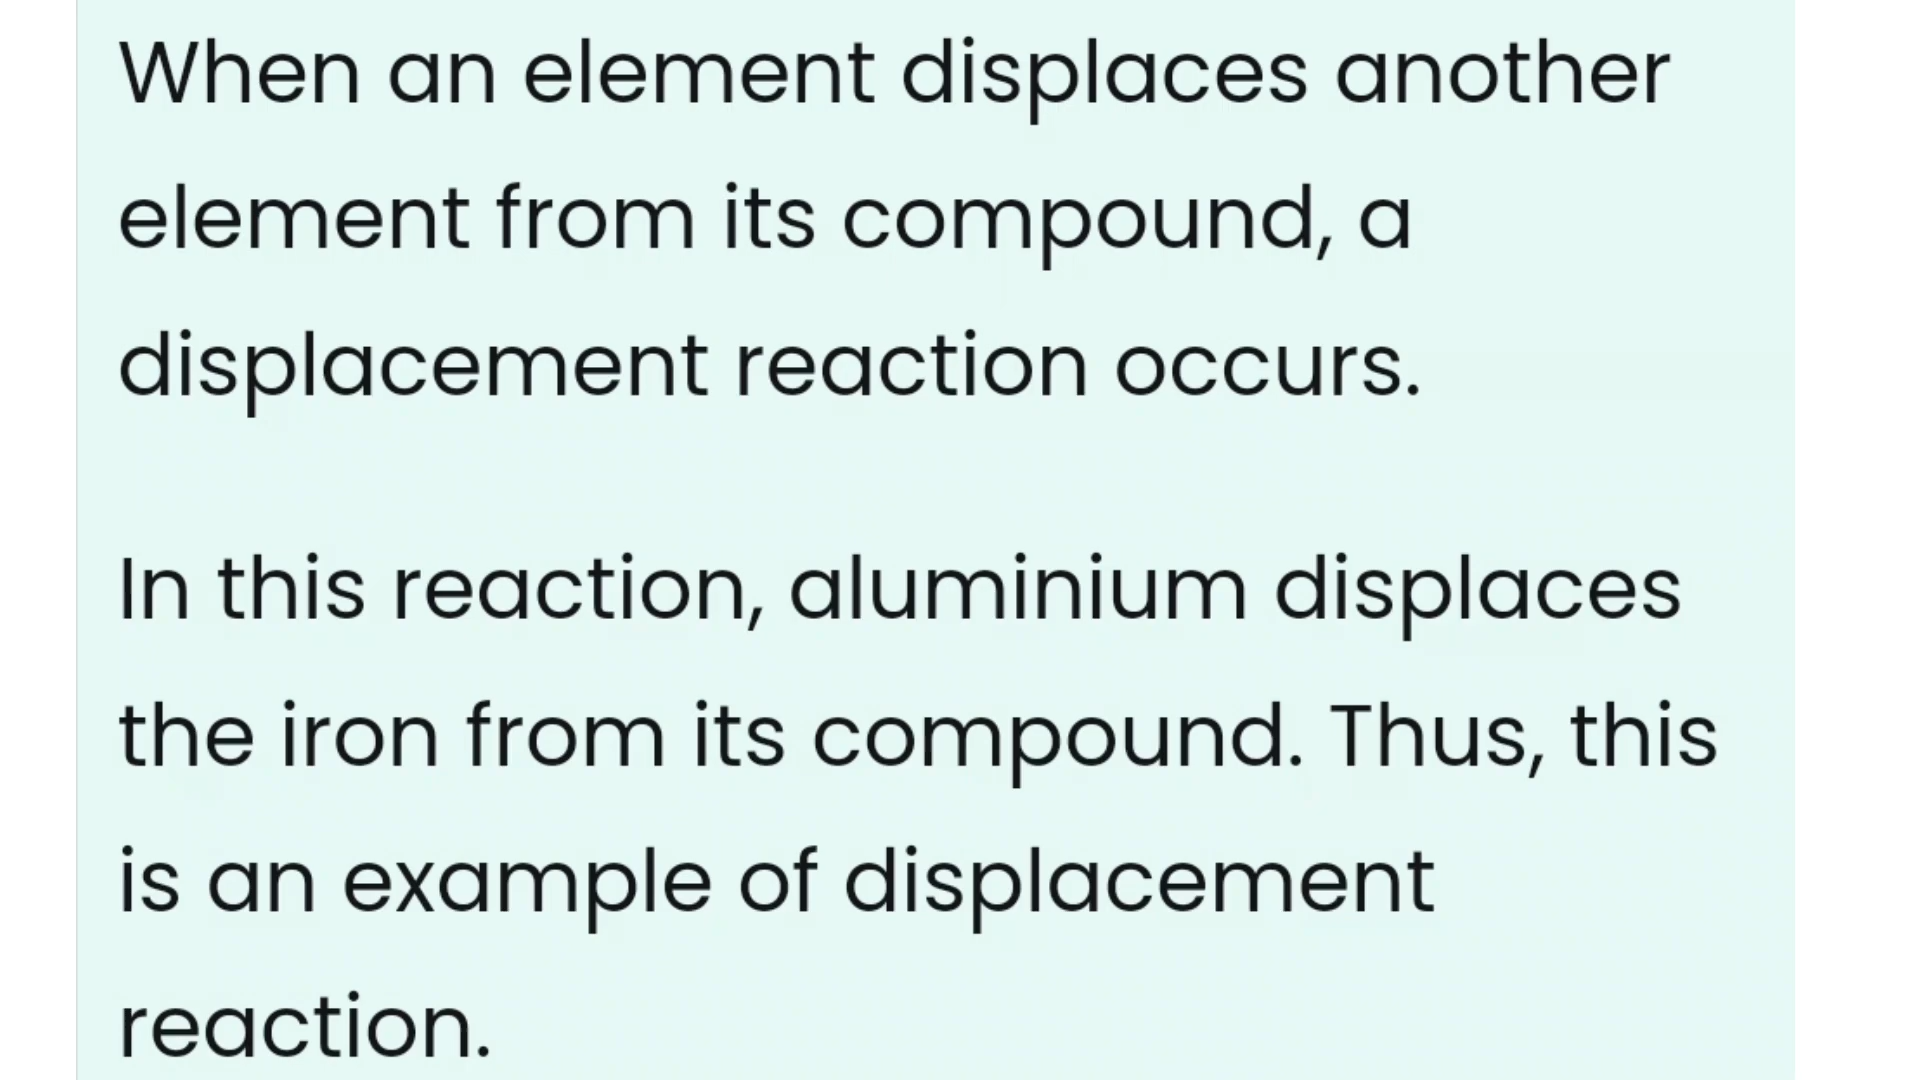 When an element displaces another
element from its compound, a
displacement reaction occurs.
In this reaction, aluminium displaces
the iron from its compound. Thus, this
is an example of displacement
reaction.